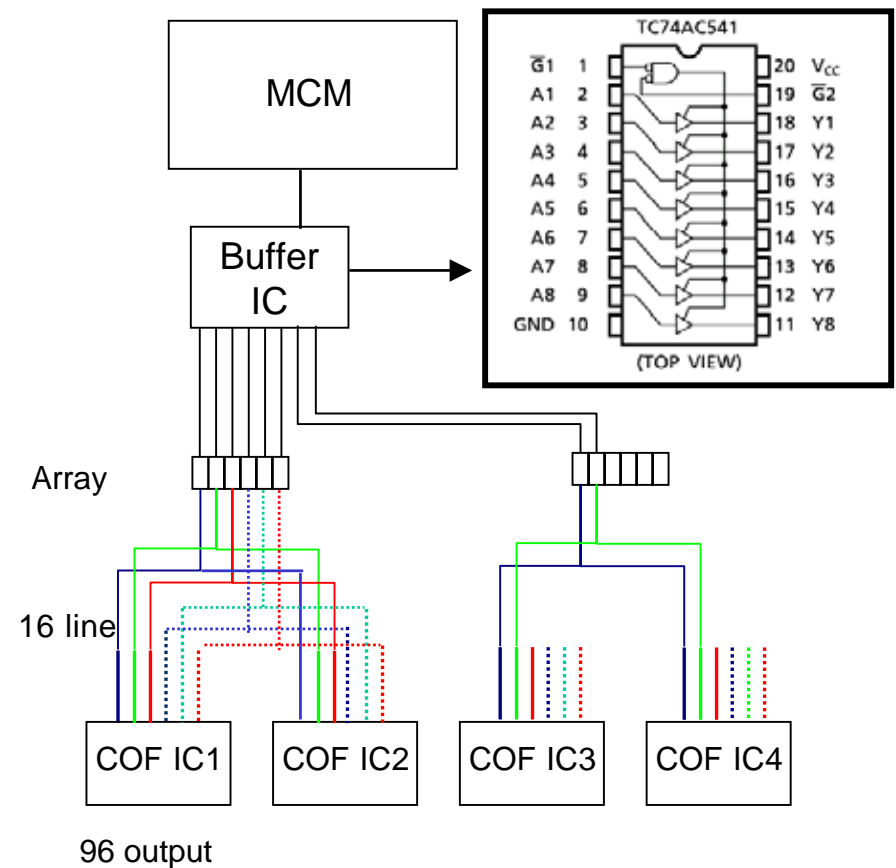 MCM
Buffer
IC
TC74AC541
G̅1 1 20 VCC
A1 2 19 G̅2
A2 3 18 Y1
A3 4 17 Y2
A4 5 16 Y3
A5 6 15 Y4
A6 7 14 Y5
A7 8 13 Y6
A8 9 12 Y7
GND 10 11 Y8
(TOP VIEW)
Array
16 line
COF IC1 COF IC2 COF IC3 COF IC4
96 output